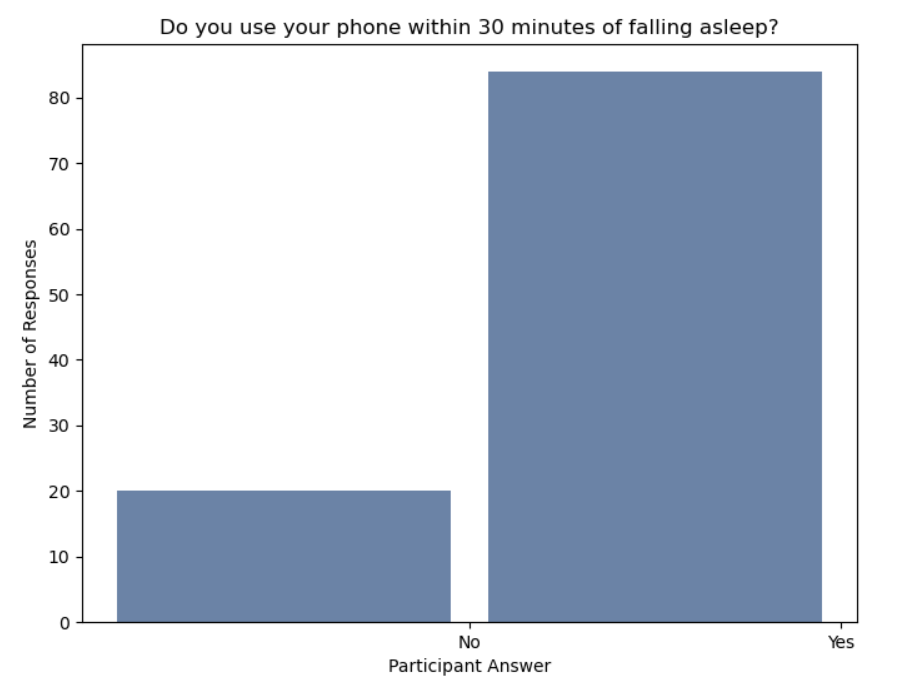 Do you use your phone within 30 minutes of falling asleep?
Number of Responses
80
70
60
50
40
30
20
10
0
No
Yes
Participant Answer